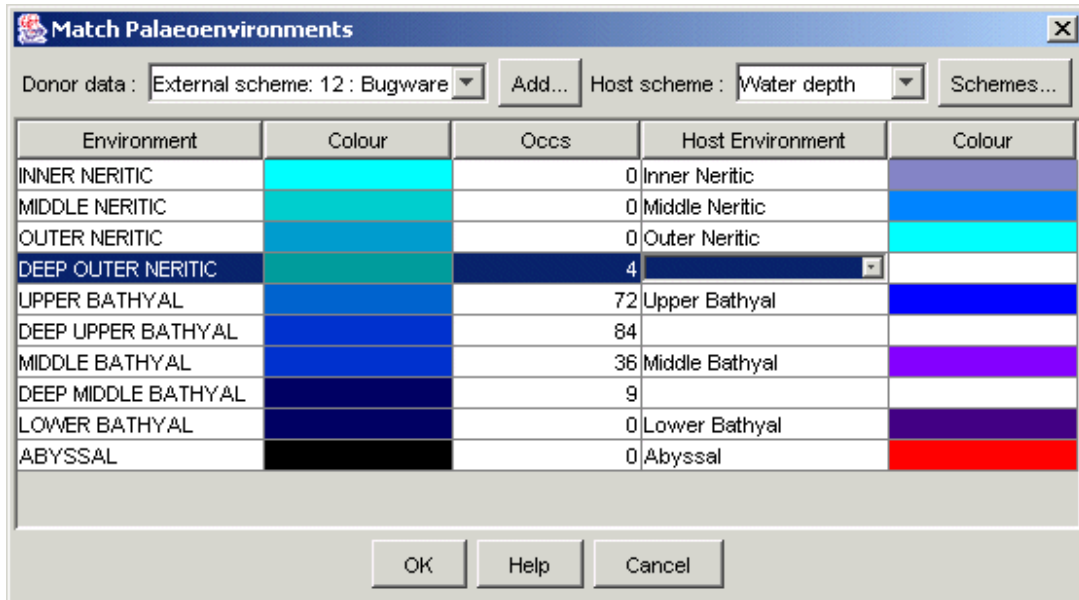 Match Palaeoenvironments
Donor data : External scheme: 12 : Bugware Add... Host scheme : Water depth Schemes...
Environment Colour Occs Host Environment Colour
INNER NERITIC 0 Inner Neritic
MIDDLE NERITIC 0 Middle Neritic
OUTER NERITIC 0 Outer Neritic
DEEP OUTER NERITIC 4
UPPER BATHYAL 72 Upper Bathyal
DEEP UPPER BATHYAL 84
MIDDLE BATHYAL 36 Middle Bathyal
DEEP MIDDLE BATHYAL 9
LOWER BATHYAL 0 Lower Bathyal
ABYSSAL 0 Abyssal
OK Help Cancel